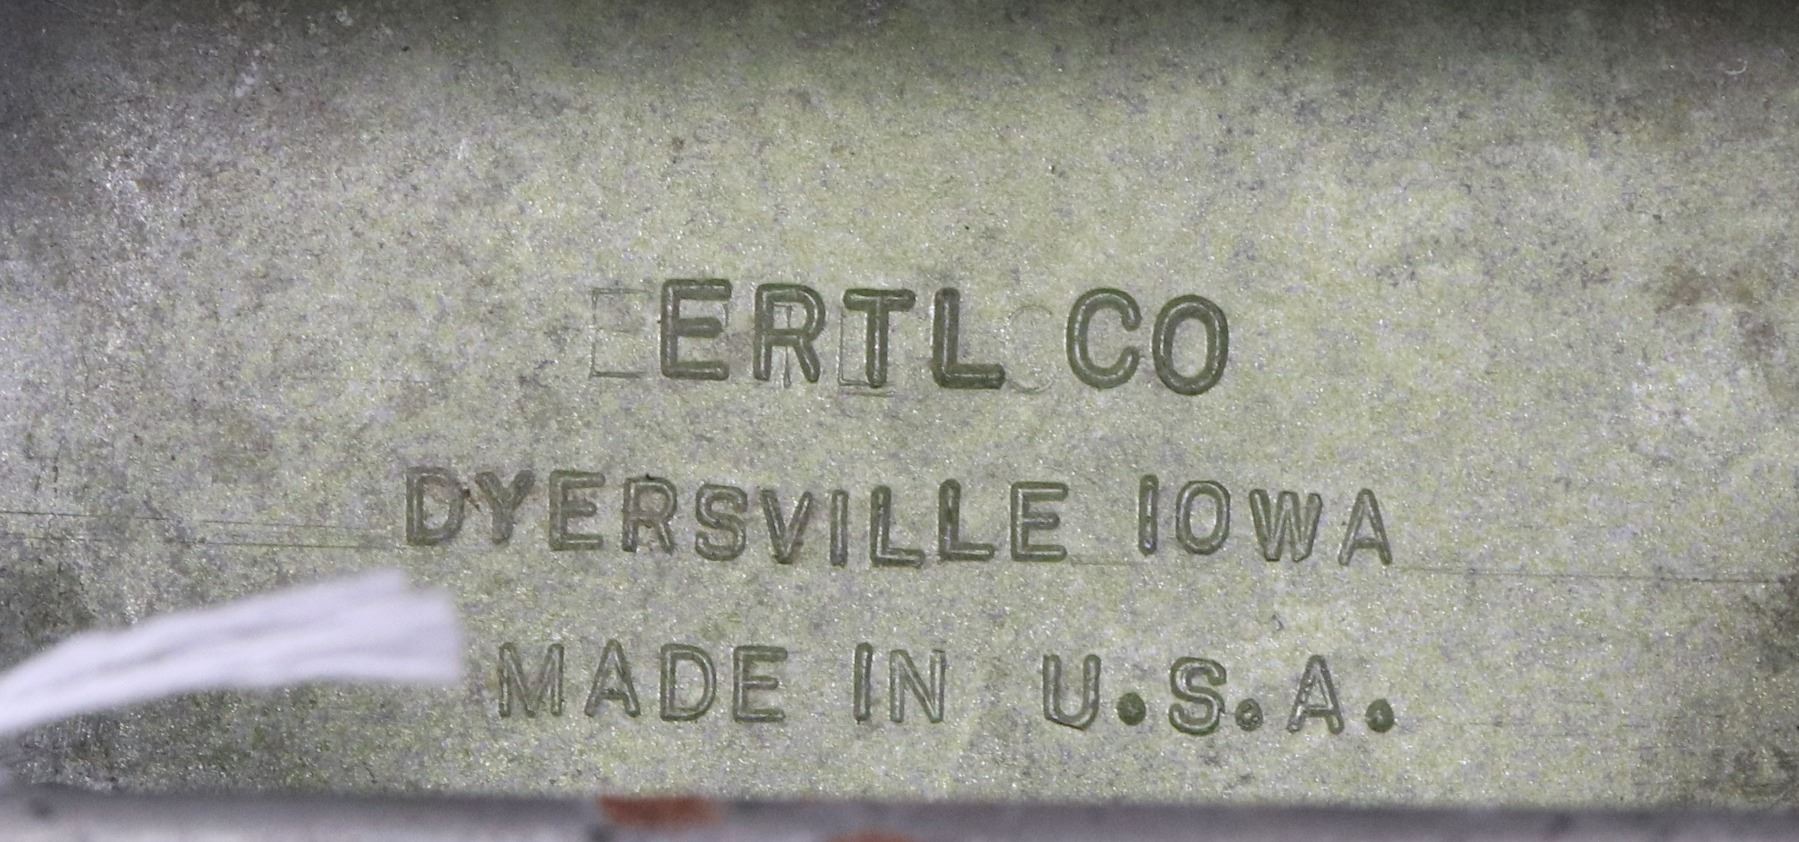 ERTL CO
DYERSVILLE IOWA
MADE IN U.S.A.